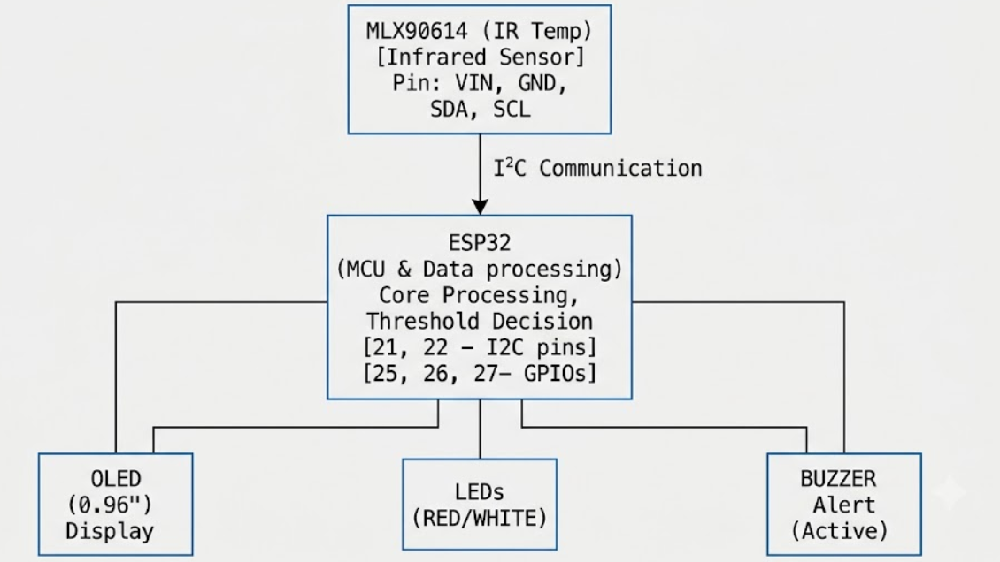 MLX90614 (IR Temp)
[Infrared Sensor]
Pin: VIN, GND,
SDA, SCL
I²C Communication
ESP32
(MCU & Data processing)
Core Processing,
Threshold Decision
[21, 22 – I2C pins]
[25, 26, 27– GPIOs]
OLED
(0.96")
Display
LEDs
(RED/WHITE)
BUZZER
Alert
(Active)